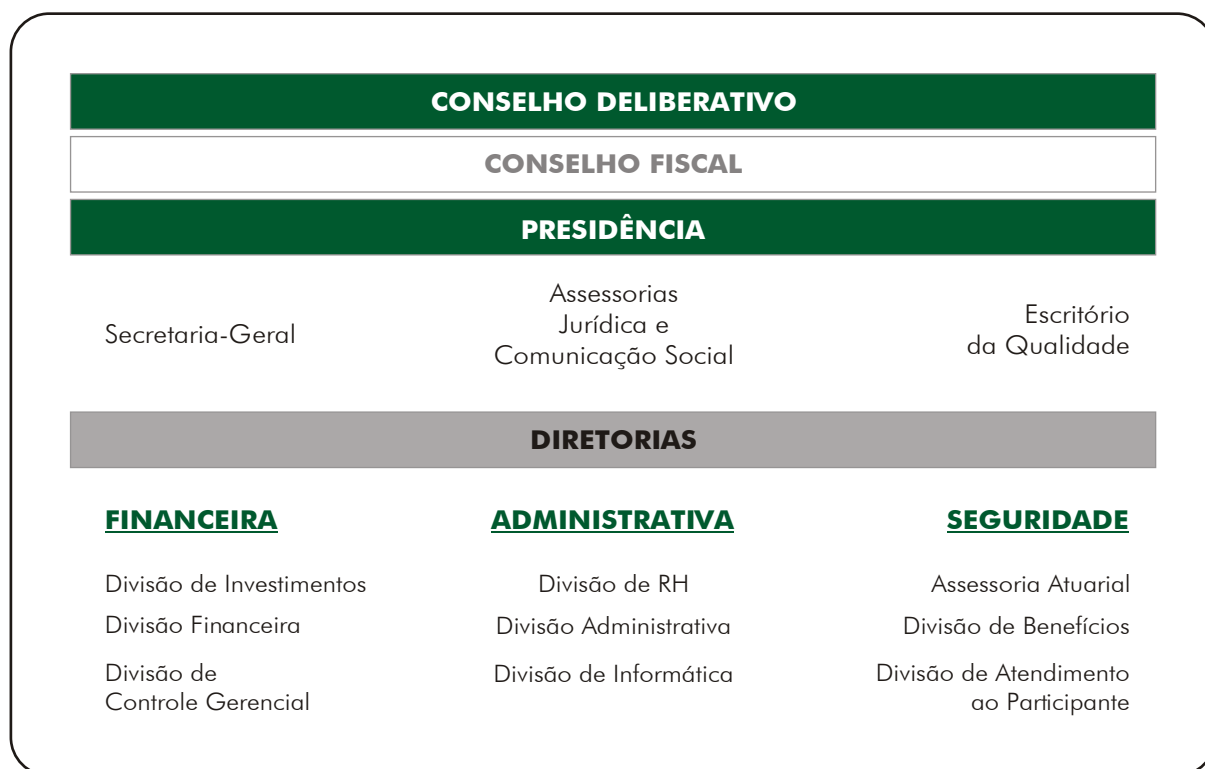 CONSELHO DELIBERATIVO
CONSELHO FISCAL
PRESIDÊNCIA
Secretaria-Geral
Assessorias
Jurídica e
Comunicação Social
Escritório
da Qualidade
DIRETORIAS
FINANCEIRA
Divisão de Investimentos
Divisão Financeira
Divisão de
Controle Gerencial
ADMINISTRATIVA
Divisão de RH
Divisão Administrativa
Divisão de Informática
SEGURIDADE
Assessoria Atuarial
Divisão de Benefícios
Divisão de Atendimento
ao Participante